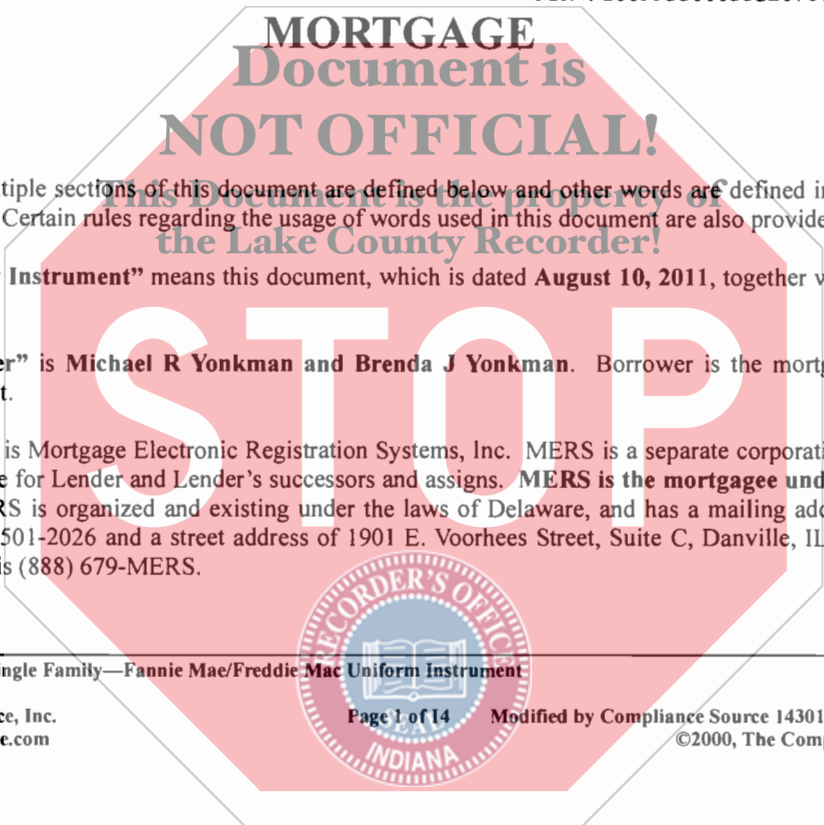 MORTGAGE
Document is
NOT OFFICIAL!
This Document is the property of
the Lake County Recorder!
tiple sections of this document are defined below and other words are defined in
Certain rules regarding the usage of words used in this document are also provide
Instrument” means this document, which is dated August 10, 2011, together
er” is Michael R Yonkman and Brenda J Yonkman. Borrower is the mortg
t.
STOP
is Mortgage Electronic Registration Systems, Inc. MERS is a separate corporati
e for Lender and Lender’s successors and assigns. MERS is the mortgagee und
RS is organized and existing under the laws of Delaware, and has a mailing add
501-2026 and a street address of 1901 E. Voorhees Street, Suite C, Danville, IL
is (888) 679-MERS.
RECORDER'S OFFICE
SEAL
INDIANA
ingle Family—Fannie Mae/Freddie Mac Uniform Instrument
ce, Inc. Page 1 of 14 Modified by Compliance Source 14301
e.com ©2000, The Comp